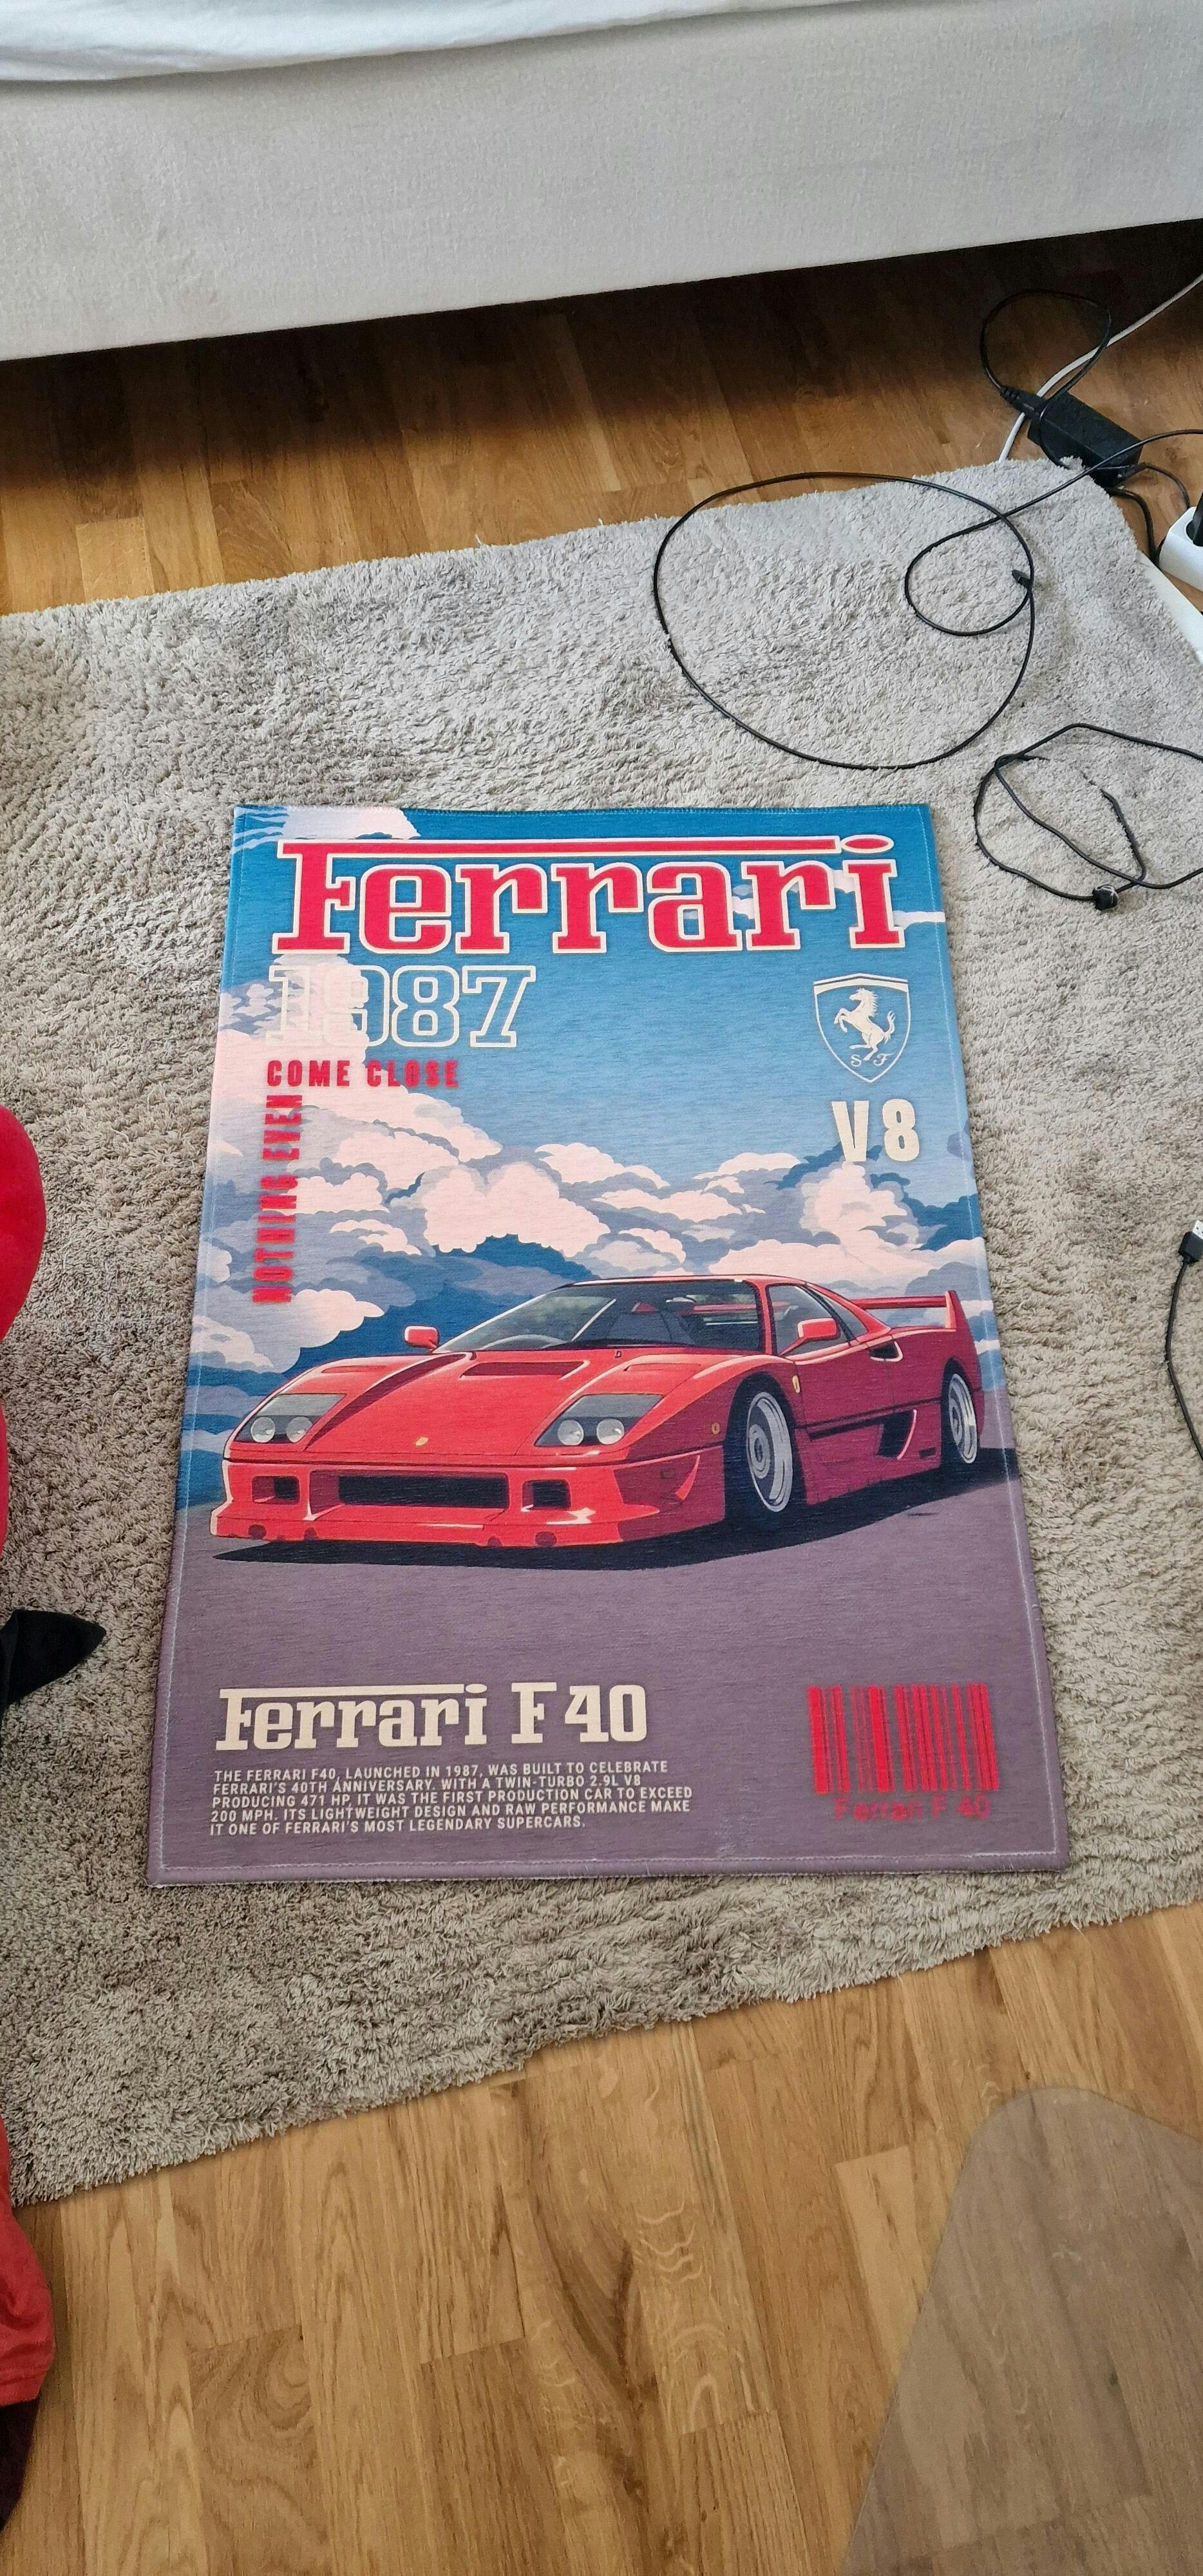 Ferrari
1987
COME CLOSE
NOTHING EVEN
S F
V8
Ferrari F40
THE FERRARI F40, LAUNCHED IN 1987, WAS BUILT TO CELEBRATE
FERRARI'S 40TH ANNIVERSARY. WITH A TWIN-TURBO 2.9L V8
PRODUCING 471 HP, IT WAS THE FIRST PRODUCTION CAR TO EXCEED
200 MPH. ITS LIGHTWEIGHT DESIGN AND RAW PERFORMANCE MAKE
IT ONE OF FERRARI'S MOST LEGENDARY SUPERCARS.
Ferrari F 40